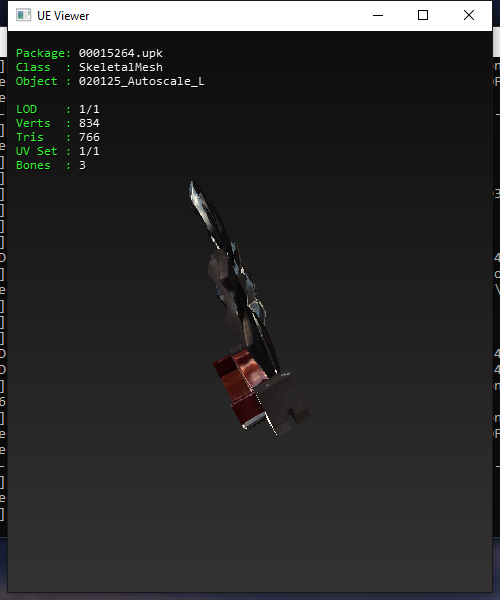 UE Viewer
Package: 00015264.upk
Class : SkeletalMesh
Object : 020125_Autoscale_L
LOD : 1/1
Verts : 834
Tris : 766
UV Set : 1/1
Bones : 3